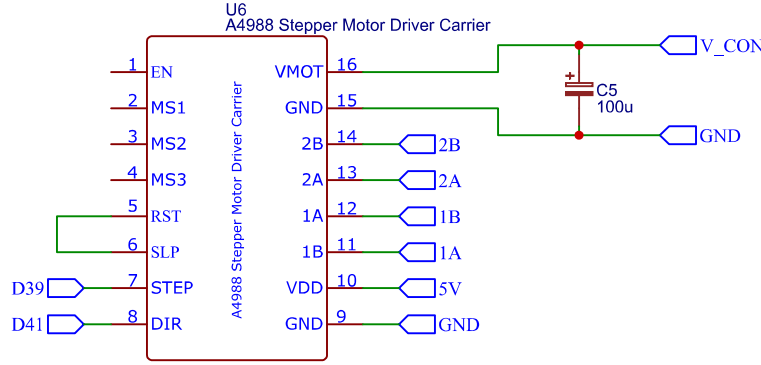 U6
A4988 Stepper Motor Driver Carrier
1 EN VMOT 16 V_CON
2 MS1 GND 15 C5
100u
3 MS2 2B 14 2B GND
4 MS3 2A 13 2A
5 RST 1A 12 1B
6 SLP 1B 11 1A
D39 7 STEP VDD 10 5V
D41 8 DIR GND 9 GND
A4988 Stepper Motor Driver Carrier
+